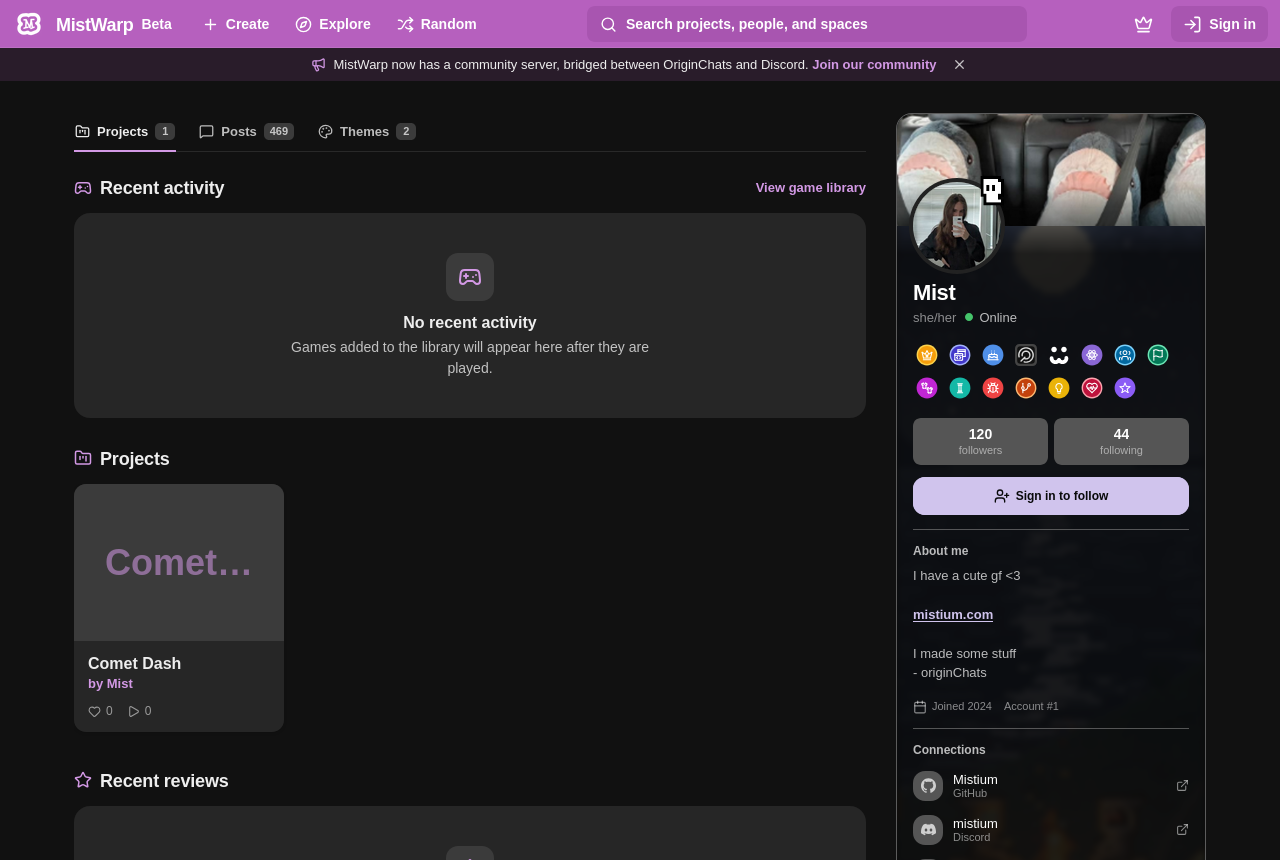 MistWarp Beta
Create
Explore
Random
Search projects, people, and spaces
Sign in
MistWarp now has a community server, bridged between OriginChats and Discord. Join our community
Projects 1
Posts 469
Themes 2
Recent activity
View game library
No recent activity
Games added to the library will appear here after they are
played.
Projects
Comet...
Comet Dash
by Mist
0
0
Recent reviews
Mist
she/her
Online
120
followers
44
following
Sign in to follow
About me
I have a cute gf <3
mistium.com
I made some stuff
- originChats
Joined 2024
Account #1
Connections
Mistium
GitHub
mistium
Discord